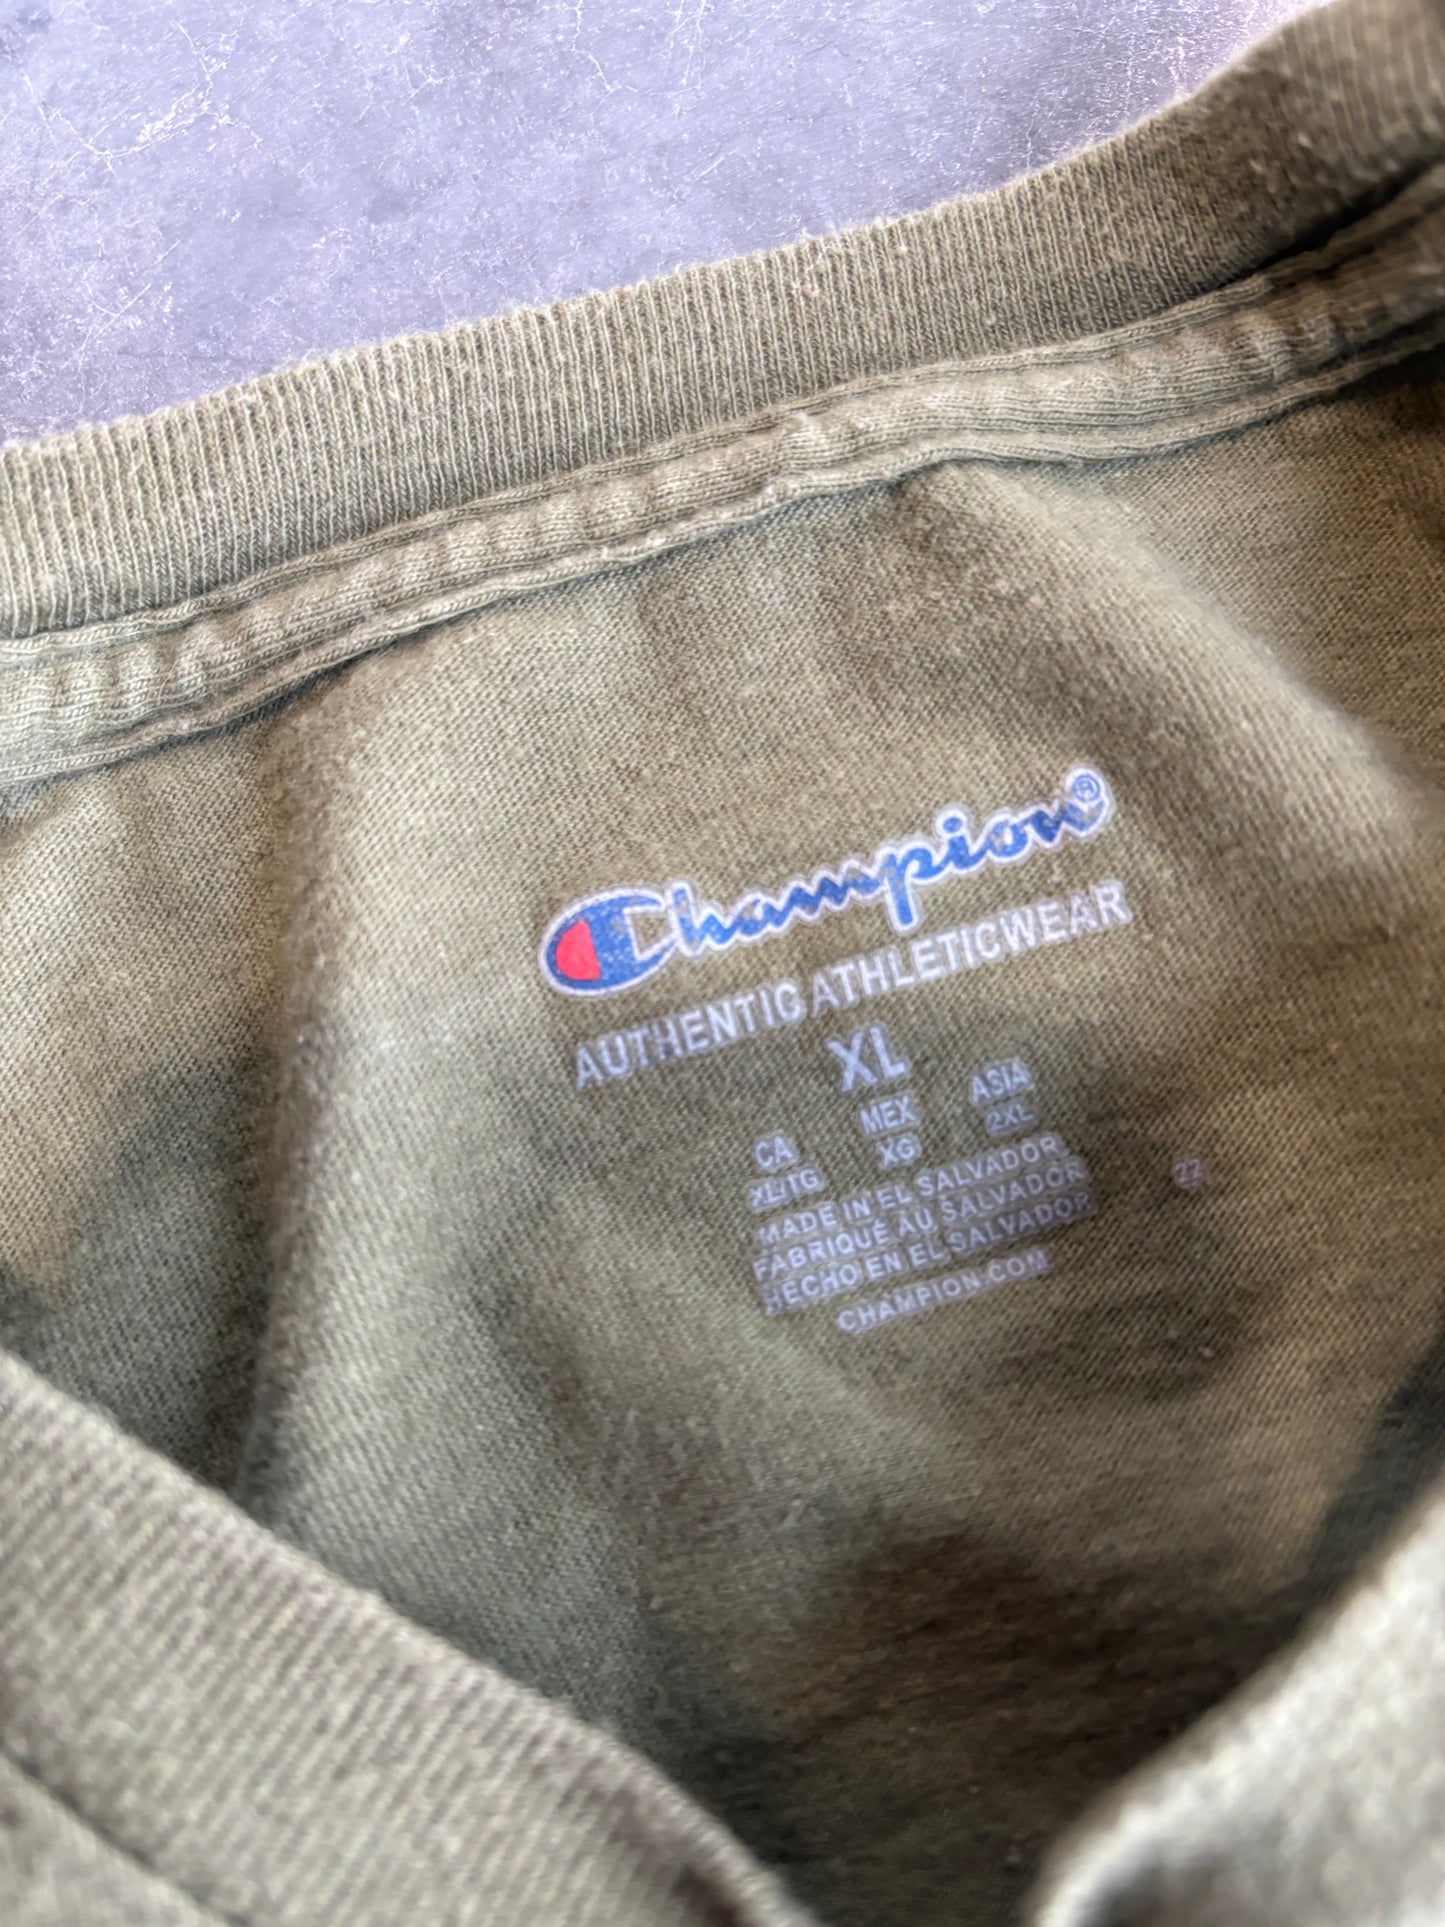 Champion®
AUTHENTIC ATHLETICWEAR
XL
CA MEX ASIA
XL/TG XG 2XL
MADE IN EL SALVADOR
FABRIQUÉ AU SALVADOR
HECHO EN EL SALVADOR
CHAMPION.COM